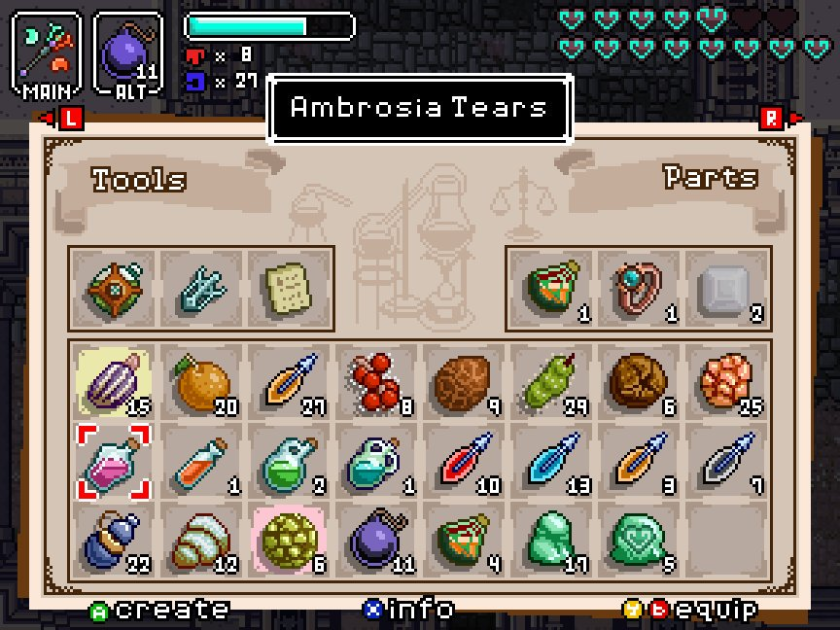 MAIN
11
ALT
x 8
x 27
Ambrosia Tears
L
R
Tools
Parts
1 1 2
15 20 27 8 9 29 6 25
1 2 1 10 13 3 7
22 12 6 11 4 17 5
A create
X info
Y B equip